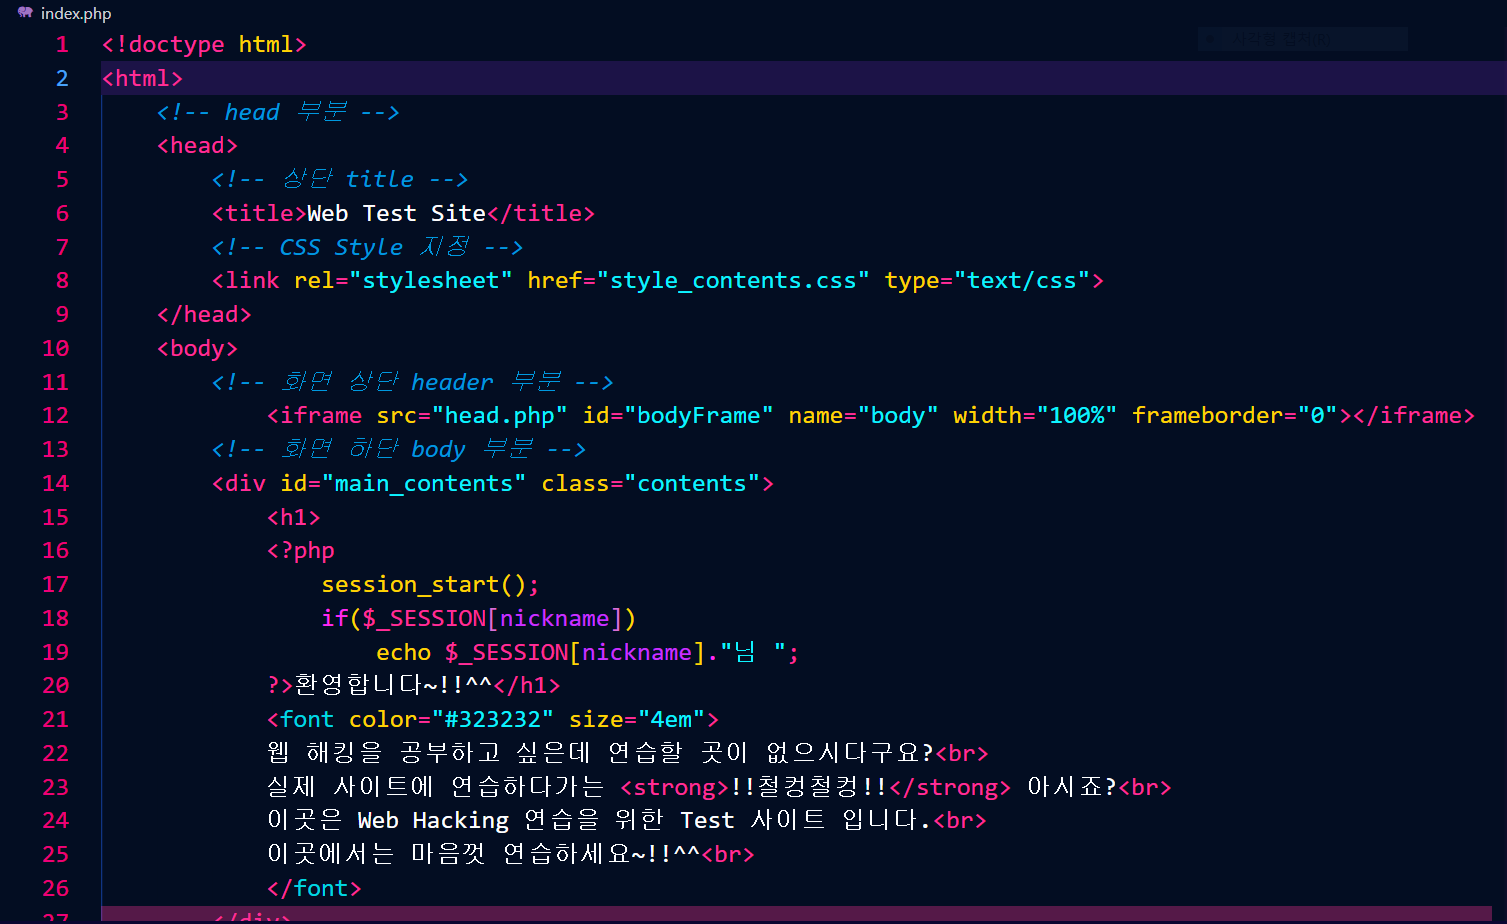 index.php
1 <!doctype html>
2 <html>
3 <!-- head 부분 -->
4 <head>
5 <!-- 상단 title -->
6 <title>Web Test Site</title>
7 <!-- CSS Style 지정 -->
8 <link rel="stylesheet" href="style_contents.css" type="text/css">
9 </head>
10 <body>
11 <!-- 화면 상단 header 부분 -->
12 <iframe src="head.php" id="bodyFrame" name="body" width="100%" frameborder="0"></iframe>
13 <!-- 화면 하단 body 부분 -->
14 <div id="main_contents" class="contents">
15 <h1>
16 <?php
17 session_start();
18 if($_SESSION[nickname])
19 echo $_SESSION[nickname]."님 ";
20 ?>환영합니다~!!^^</h1>
21 <font color="#323232" size="4em">
22 웹 해킹을 공부하고 싶은데 연습할 곳이 없으시다구요?<br>
23 실제 사이트에 연습하다가는 <strong>!!철컹철컹!!</strong> 아시죠?<br>
24 이곳은 Web Hacking 연습을 위한 Test 사이트 입니다.<br>
25 이곳에서는 마음껏 연습하세요~!!^^<br>
26 </font>
27 </div>